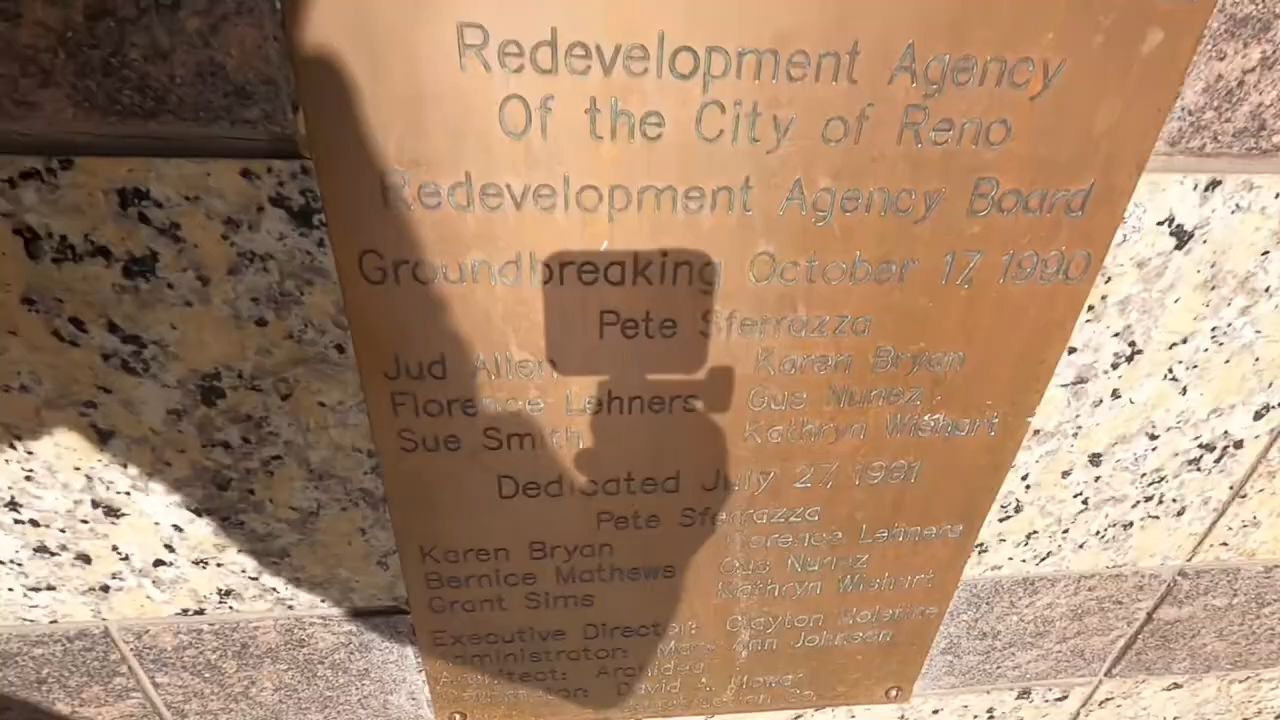 Redevelopment Agency
Of the City of Reno
Redevelopment Agency Board
Groundbreaking October 17, 1990
Pete Sferrazza
Jud Allen Karen Bryan
Florence Lehners Gus Nunez
Sue Smith Kathryn Wishart
Dedicated July 27, 1991
Pete Sferrazza
Karen Bryan Florence Lehners
Bernice Mathews Gus Nunez
Grant Sims Kathryn Wishart
Executive Director: Clayton
Administrator: Mary Ann Johnson
Architect: Archidea
David